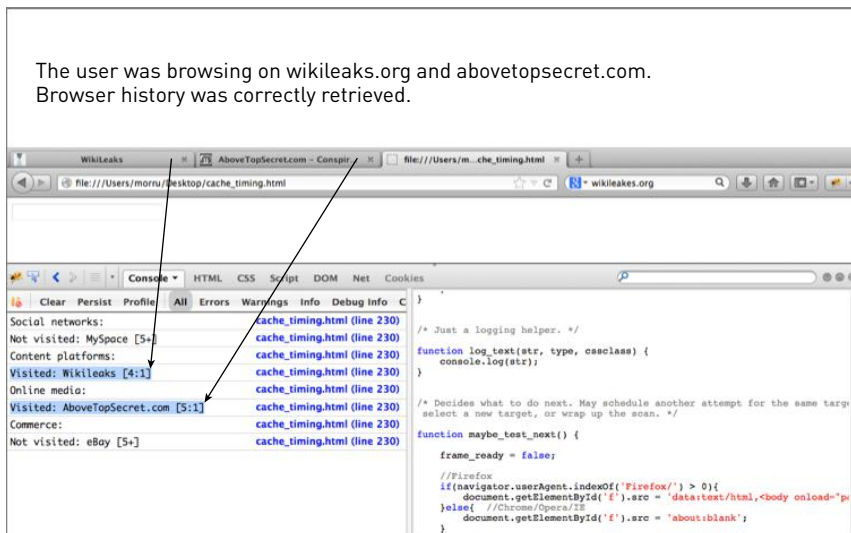 The user was browsing on wikileaks.org and abovetopsecret.com.
Browser history was correctly retrieved.
WikiLeaks
AboveTopSecret.com - Conspir...
file:///Users/m...che_timing.html
file:///Users/morru/Desktop/cache_timing.html
wikileakes.org
Console HTML CSS Script DOM Net Cookies
Clear Persist Profile All Errors Warnings Info Debug Info C
Social networks: cache_timing.html (line 230)
Not visited: MySpace [5+] cache_timing.html (line 230)
Content platforms: cache_timing.html (line 230)
Visited: Wikileaks [4:1] cache_timing.html (line 230)
Online media: cache_timing.html (line 230)
Visited: AboveTopSecret.com [5:1] cache_timing.html (line 230)
Commerce: cache_timing.html (line 230)
Not visited: eBay [5+] cache_timing.html (line 230)
}
/* Just a logging helper. */
function log_text(str, type, cssclass) {
console.log(str);
}
/* Decides what to do next. May schedule another attempt for the same targe
select a new target, or wrap up the scan. */
function maybe_test_next() {
frame_ready = false;
//Firefox
if(navigator.userAgent.indexOf('Firefox/') > 0){
document.getElementById('f').src = 'data:text/html,<body onload="pa
}else{ //Chrome/Opera/IE
document.getElementById('f').src = 'about:blank';
}